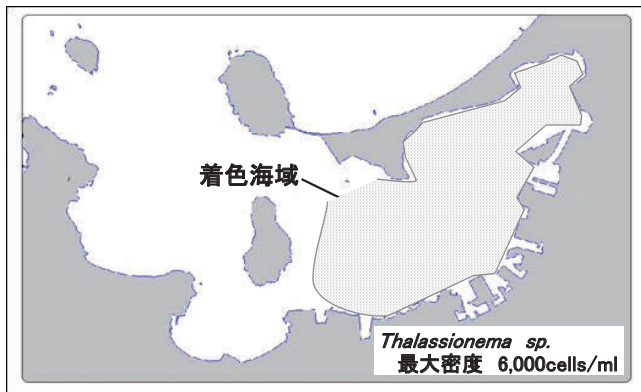 着色海域
Thalassionema sp.
最大密度 6,000cells/ml